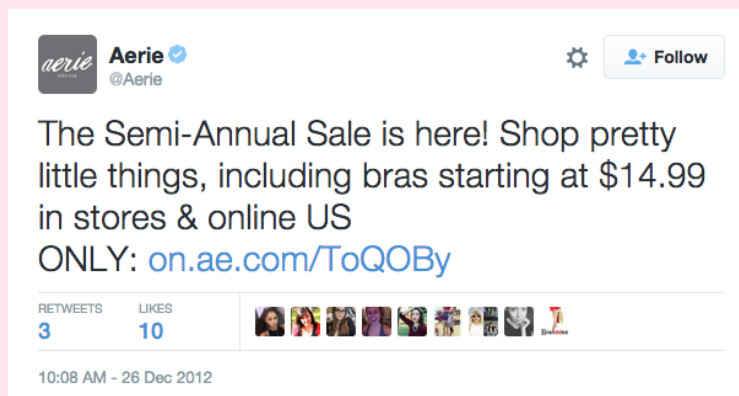 aerie
Aerie
@Aerie
Follow
The Semi-Annual Sale is here! Shop pretty
little things, including bras starting at $14.99
in stores & online US
ONLY: on.ae.com/ToQOBy
RETWEETS LIKES
3 10
10:08 AM - 26 Dec 2012